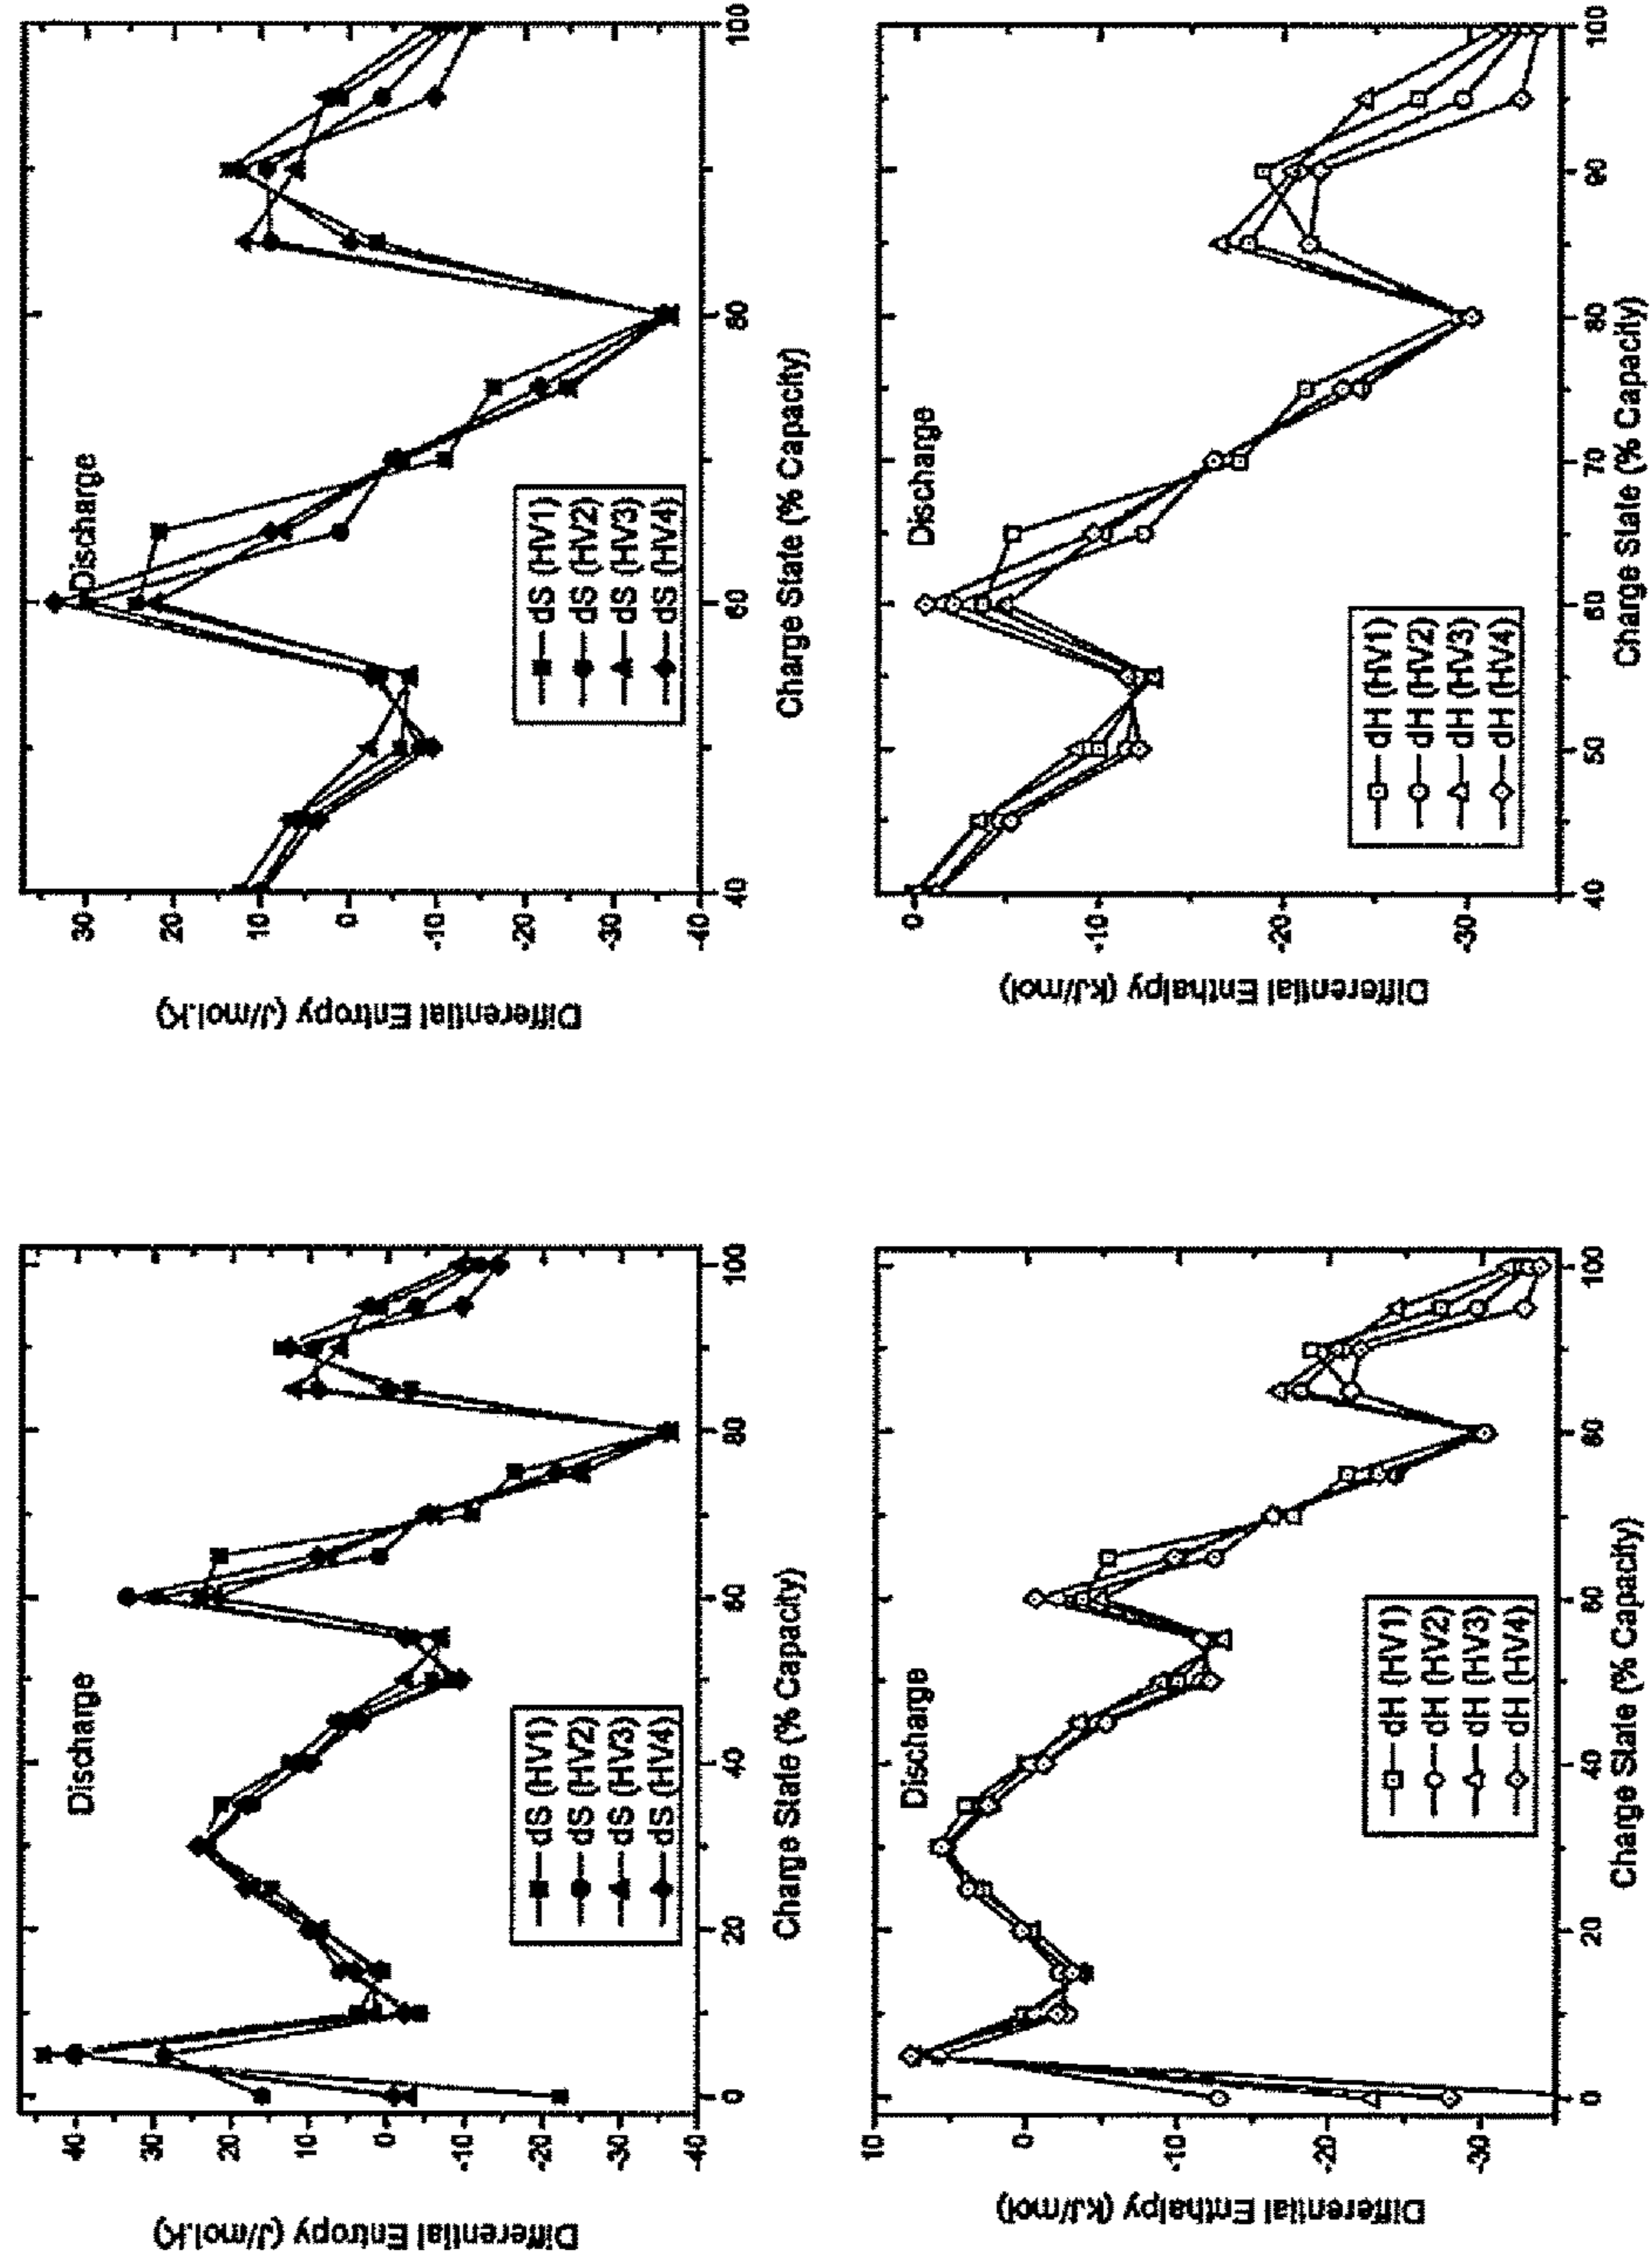 Differential Entropy (J/mol.K)
40
30
20
10
0
-10
-20
-30
-40
Discharge
dS (HV1)
dS (HV2)
dS (HV3)
dS (HV4)
0 20 40 60 80 100
Charge State (% Capacity)
Differential Entropy (J/mol.K)
30
20
10
0
-10
-20
-30
-40
Discharge
dS (HV1)
dS (HV2)
dS (HV3)
dS (HV4)
40 60 80 100
Charge State (% Capacity)
Differential Enthalpy (kJ/mol)
10
0
-10
-20
-30
Discharge
dH (HV1)
dH (HV2)
dH (HV3)
dH (HV4)
0 20 40 60 80 100
Charge State (% Capacity)
Differential Enthalpy (kJ/mol)
0
-10
-20
-30
Discharge
dH (HV1)
dH (HV2)
dH (HV3)
dH (HV4)
40 50 60 70 80 90 100
Charge State (% Capacity)